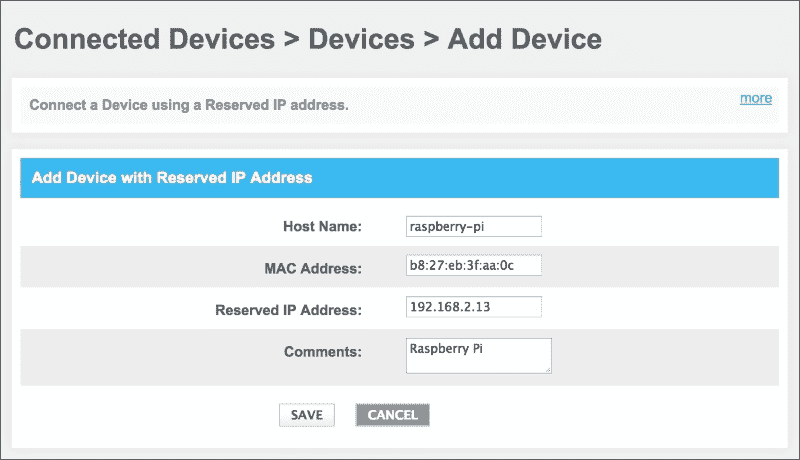 Connected Devices > Devices > Add Device
Connect a Device using a Reserved IP address.
more
Add Device with Reserved IP Address
Host Name: raspberry-pi
MAC Address: b8:27:eb:3f:aa:0c
Reserved IP Address: 192.168.2.13
Comments: Raspberry Pi
SAVE CANCEL